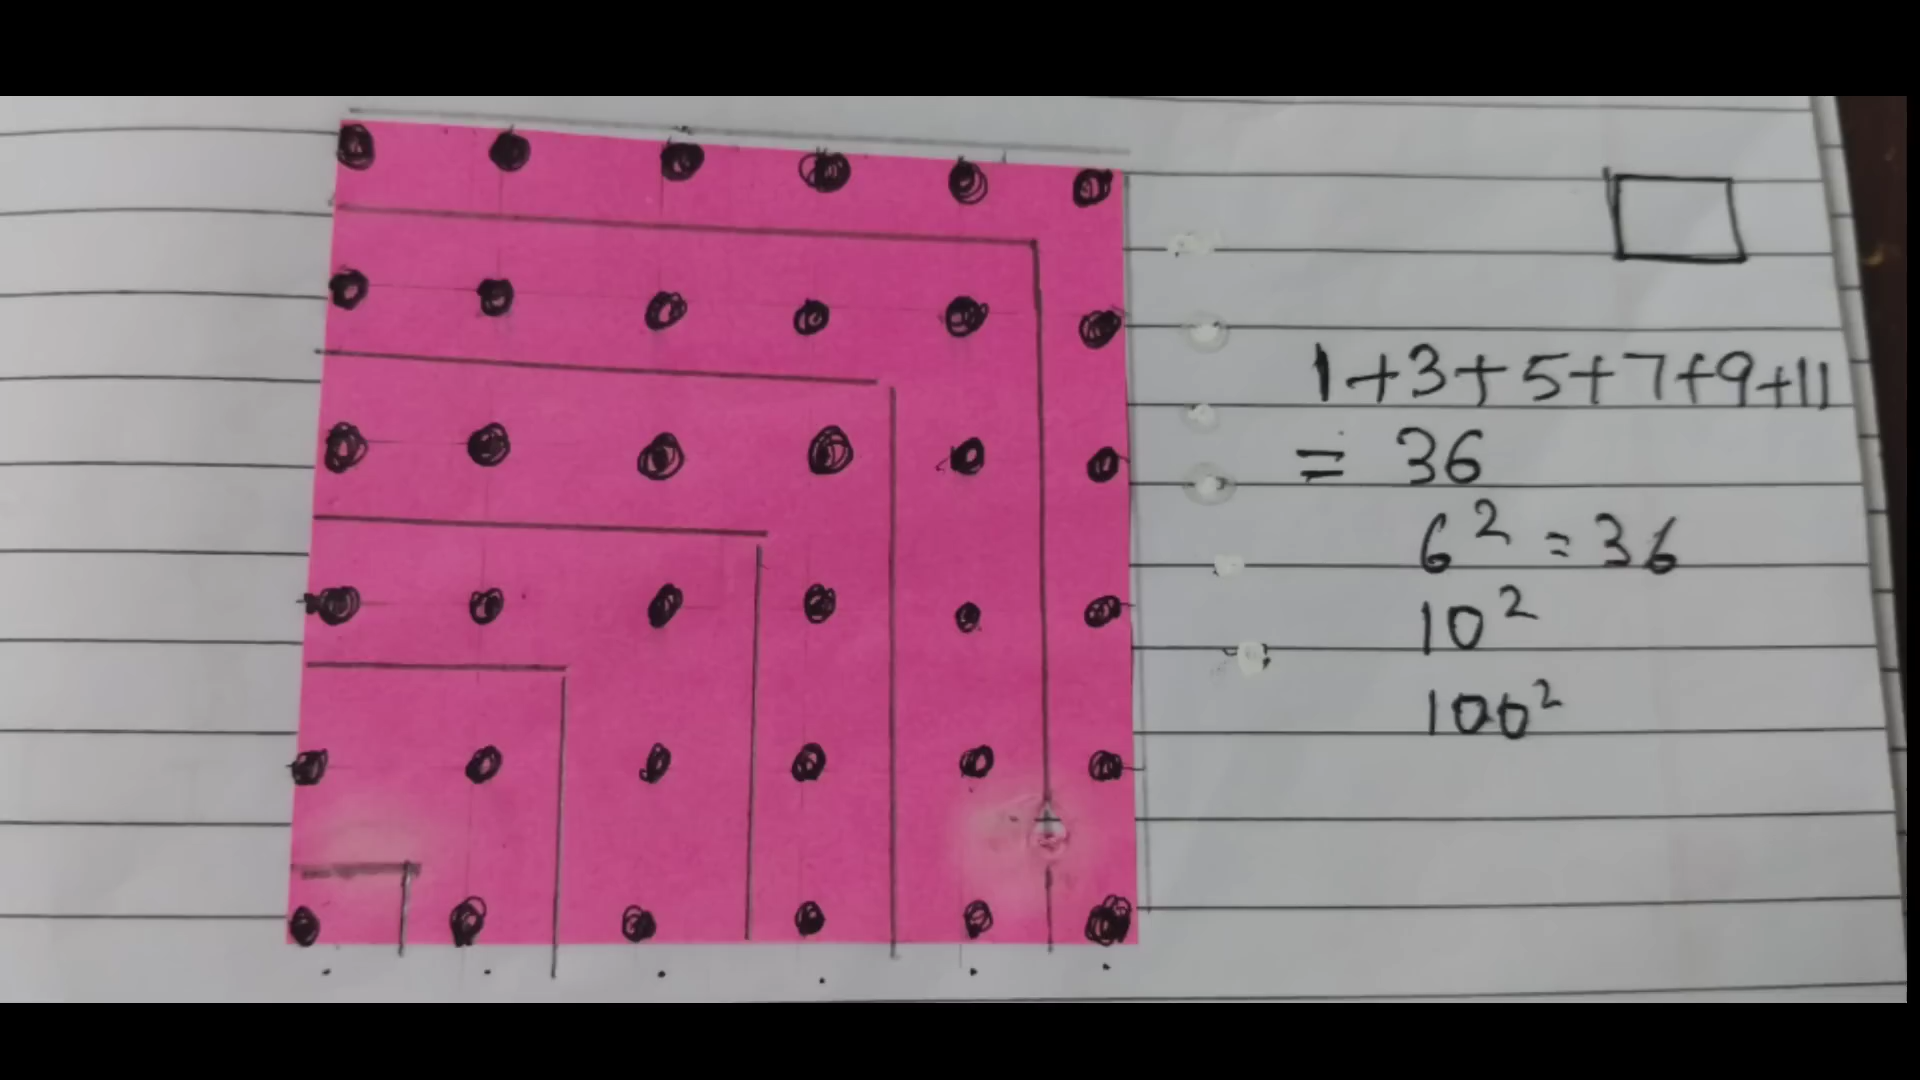 1+3+5+7+9+11
= 36
6² = 36
10²
100²